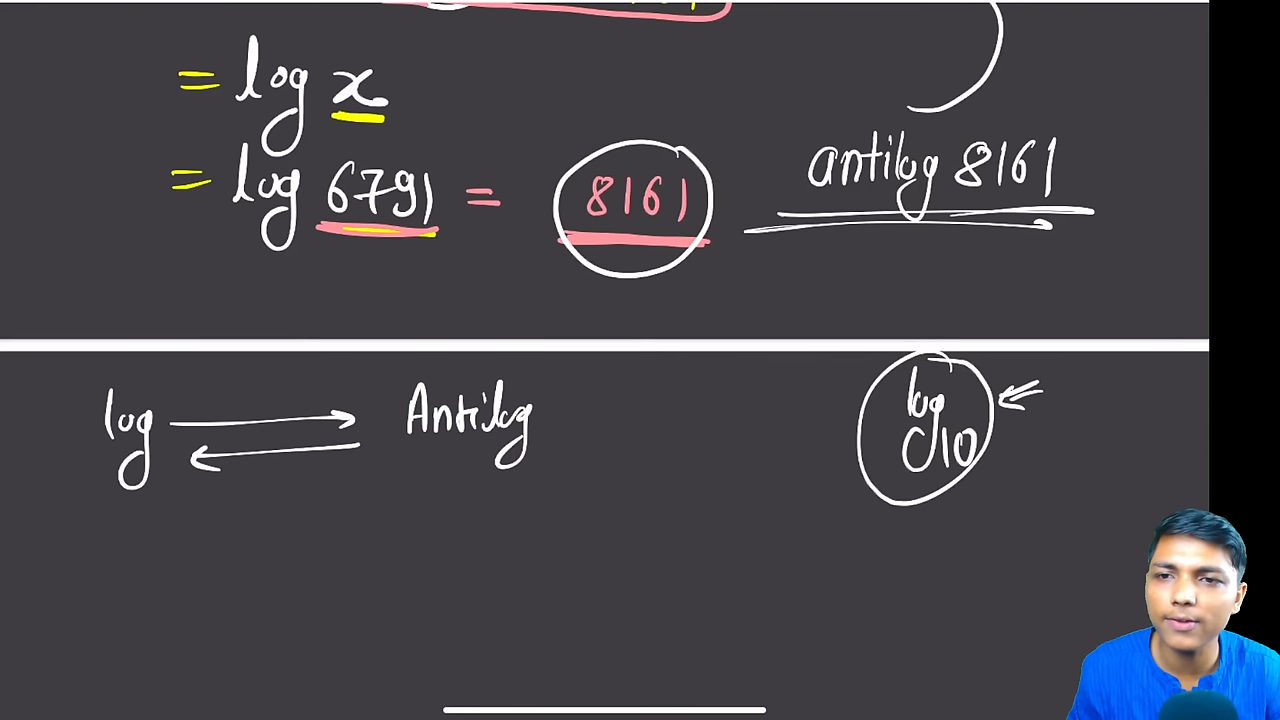 = log x
= log 6791 = 8161 antilog 8161
log Antilog log 10